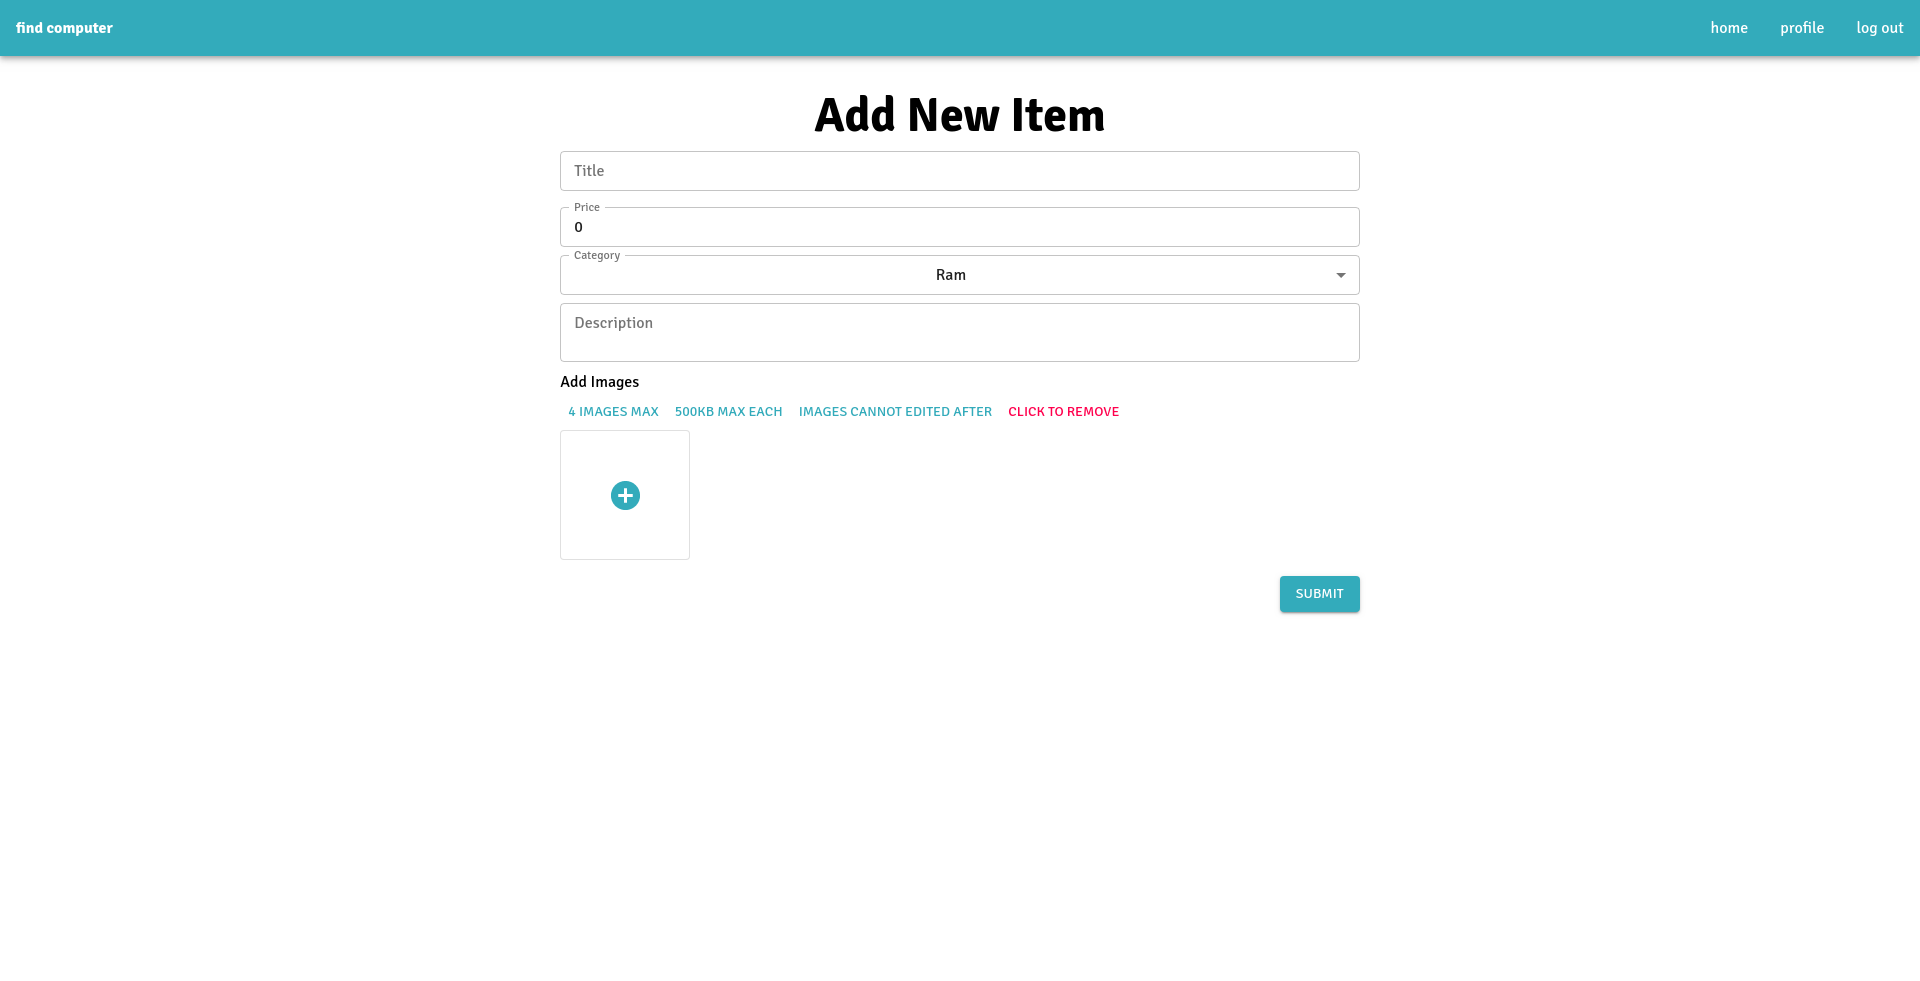 find computer home profile log out
Add New Item
Title
Price
0
Category
Ram
Description
Add Images
4 IMAGES MAX 500KB MAX EACH IMAGES CANNOT EDITED AFTER CLICK TO REMOVE
SUBMIT